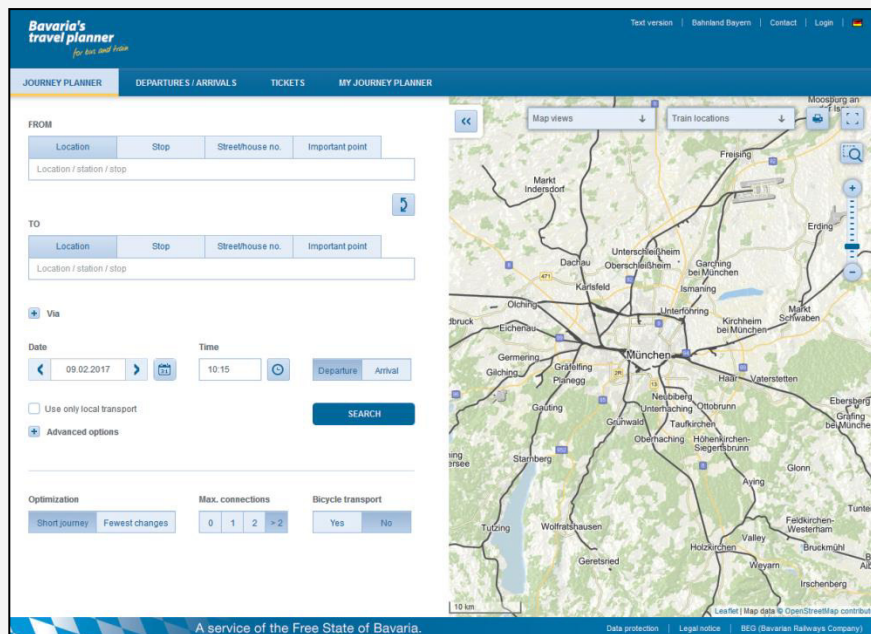 Bavaria's
travel planner
for bus and train
Text version | Bahnland Bayern | Contact | Login
JOURNEY PLANNER DEPARTURES / ARRIVALS TICKETS MY JOURNEY PLANNER
FROM
Location Stop Street/house no. Important point
Location / station / stop
TO
Location Stop Street/house no. Important point
Location / station / stop
+ Via
Date Time
09.02.2017 10:15 Departure Arrival
Use only local transport
SEARCH
+ Advanced options
Optimization Max. connections Bicycle transport
Short journey Fewest changes 0 1 2 > 2 Yes No
Map views Train locations
Moosburg an
der Isar
Freising
Markt
Indersdorf
Erding
Unterschleißheim
Dachau Oberschleißheim
Garching
bei München
471
Karlsfeld
Ismaning
Olching
Unterföhring
Markt
Schwaben
Kirchheim
bei München
Eichenau
München
Germering
Gilching
Gräfelfing
Planegg
Haar Vaterstetten
2R
13
Neubiberg
Gauting
Unterhaching Ottobrunn
Ebersberg
Grafing
bei Mün
Grünwald
Taufkirchen
Oberhaching
Höhenkirchen-
Siegertsbrunn
Starnberg
Glonn
Aying
Tutzing
Wolfratshausen
Feldkirchen-
Westerham
Valley
Geretsried
Holzkirchen
Bruckmühl
Weyarn
Irschenberg
10 km
Leaflet | Map data © OpenStreetMap contribut
A service of the Free State of Bavaria.
Data protection | Legal notice | BEG (Bavarian Railways Company)